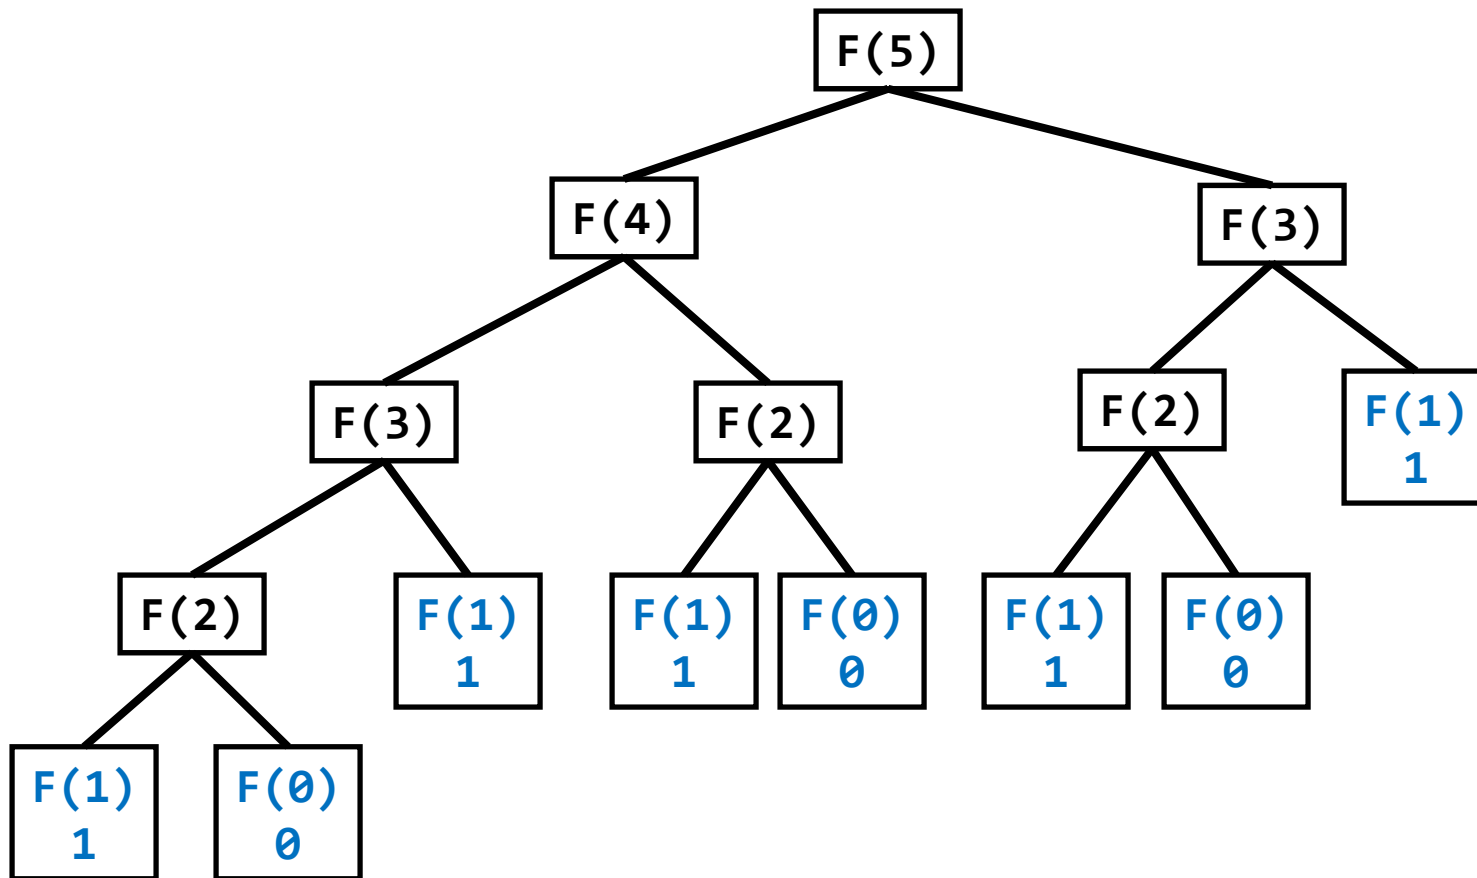 F(5)
F(4)
F(3)
F(3)
F(2)
F(2)
F(1)
1
F(2)
F(1)
1
F(1)
1
F(0)
0
F(1)
1
F(0)
0
F(1)
1
F(0)
0